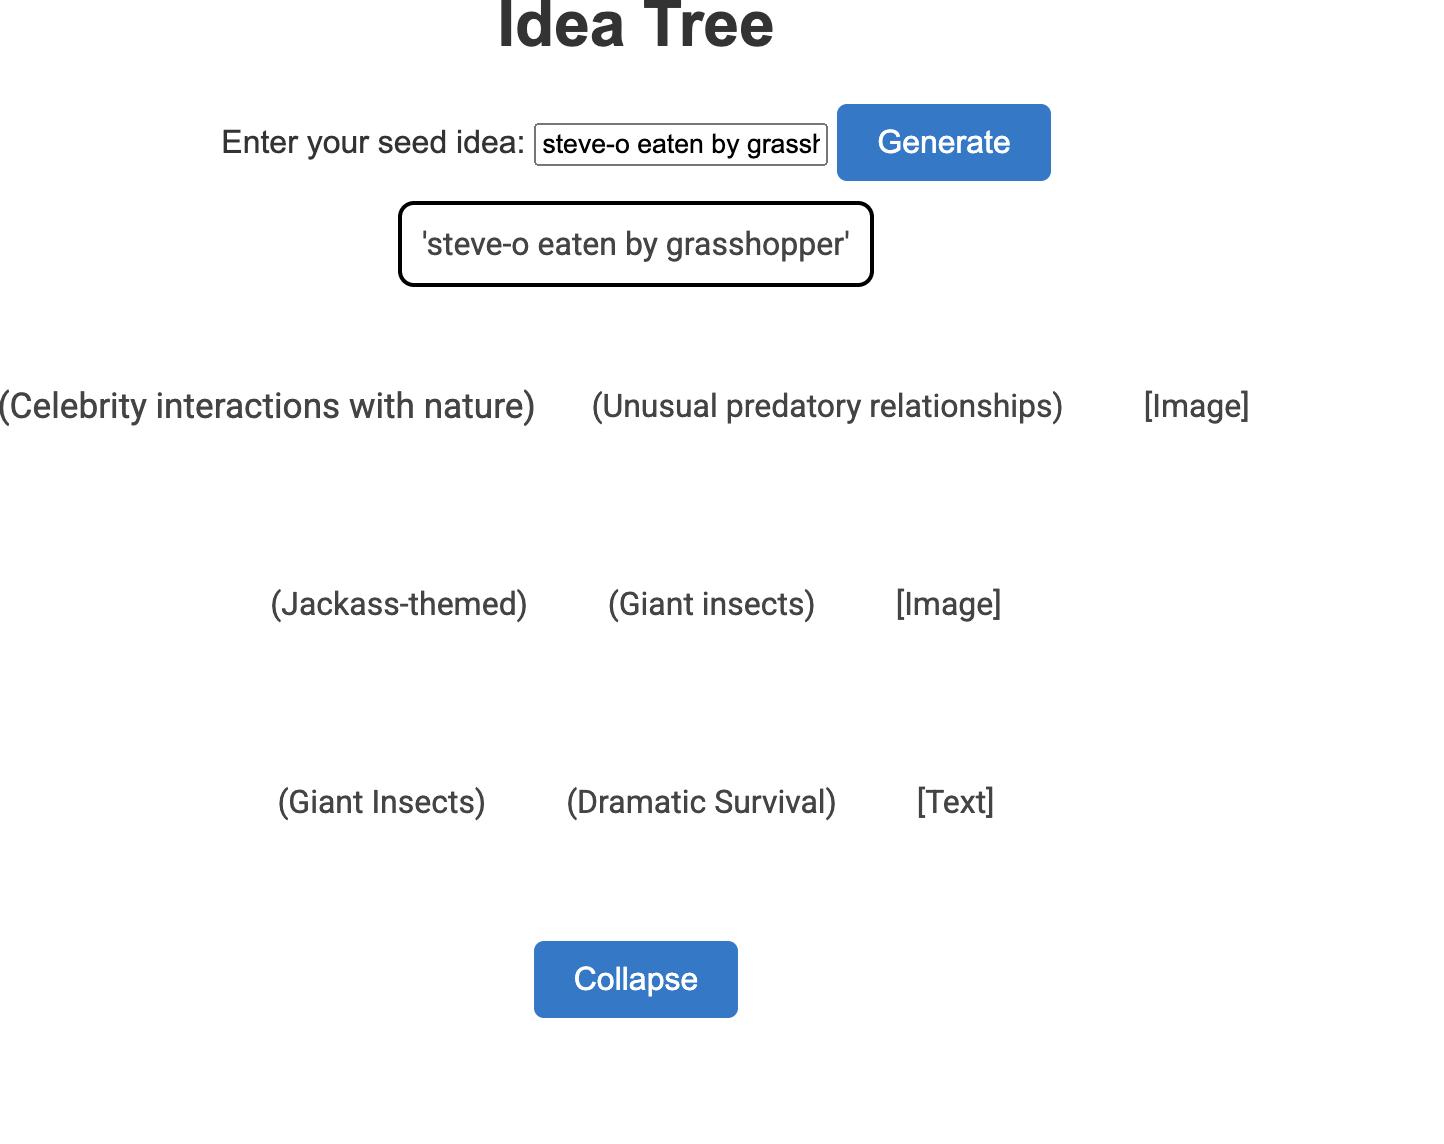 Idea Tree
Enter your seed idea: steve-o eaten by grassh Generate
'steve-o eaten by grasshopper'
(Celebrity interactions with nature) (Unusual predatory relationships) [Image]
(Jackass-themed) (Giant insects) [Image]
(Giant Insects) (Dramatic Survival) [Text]
Collapse